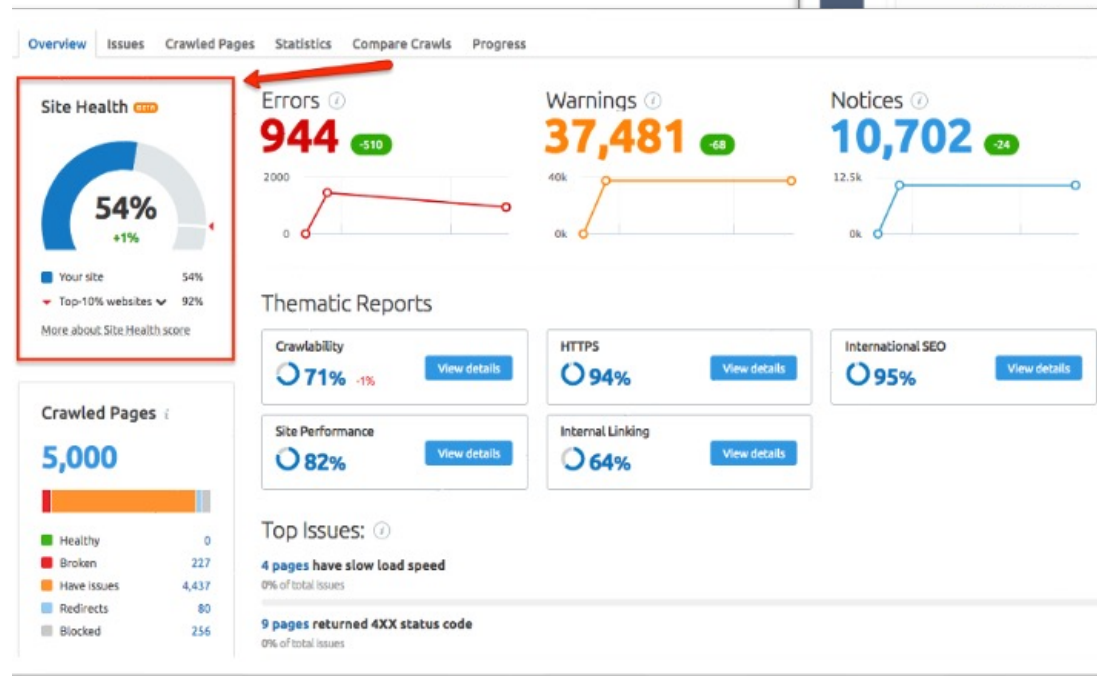 Overview Issues Crawled Pages Statistics Compare Crawls Progress
Site Health BETA
54%
+1%
Your site 54%
Top-10% websites 92%
More about Site Health score
Errors i
944 -510
2000
0
Warnings i
37,481 -68
40k
0k
Notices i
10,702 -24
12.5k
0k
Thematic Reports
Crawlability
71% -1% View details
HTTPS
94% View details
International SEO
95% View details
Site Performance
82% View details
Internal Linking
64% View details
Crawled Pages i
5,000
Healthy 0
Broken 227
Have issues 4,437
Redirects 80
Blocked 256
Top Issues: i
4 pages have slow load speed
0% of total issues
9 pages returned 4XX status code
0% of total issues